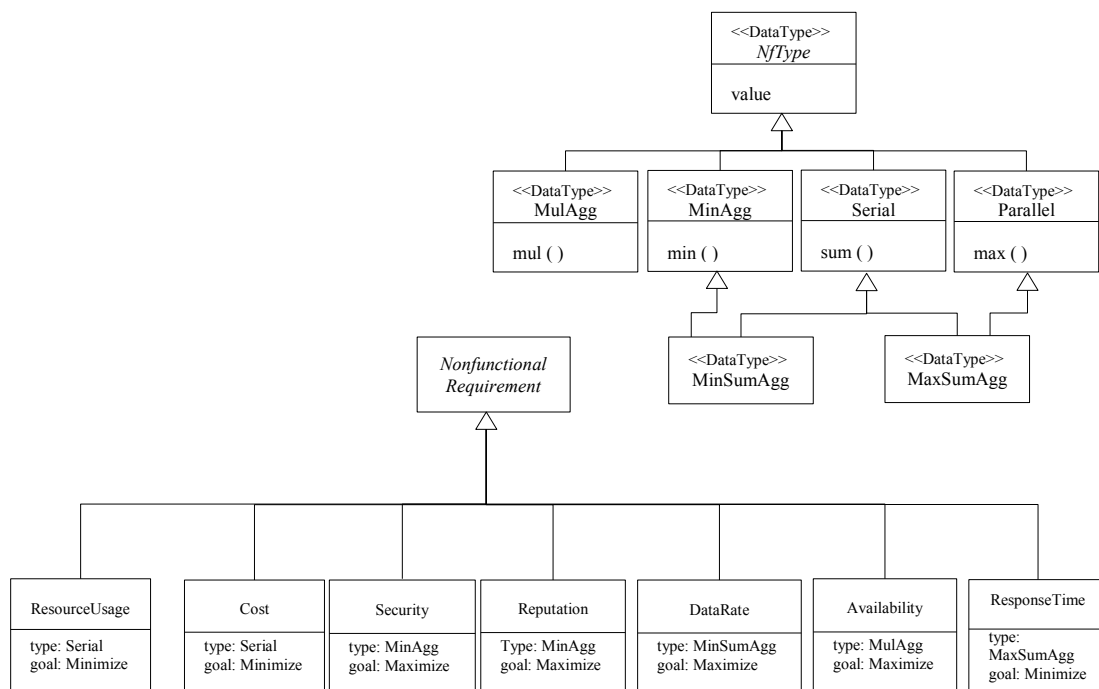 <<DataType>>
NfType
value
<<DataType>>
MulAgg
mul ( )
<<DataType>>
MinAgg
min ( )
<<DataType>>
Serial
sum ( )
<<DataType>>
Parallel
max ( )
<<DataType>>
MinSumAgg
<<DataType>>
MaxSumAgg
Nonfunctional
Requirement
ResourceUsage
type: Serial
goal: Minimize
Cost
type: Serial
goal: Minimize
Security
type: MinAgg
goal: Maximize
Reputation
Type: MinAgg
goal: Maximize
DataRate
type: MinSumAgg
goal: Maximize
Availability
type: MulAgg
goal: Maximize
ResponseTime
type:
MaxSumAgg
goal: Minimize